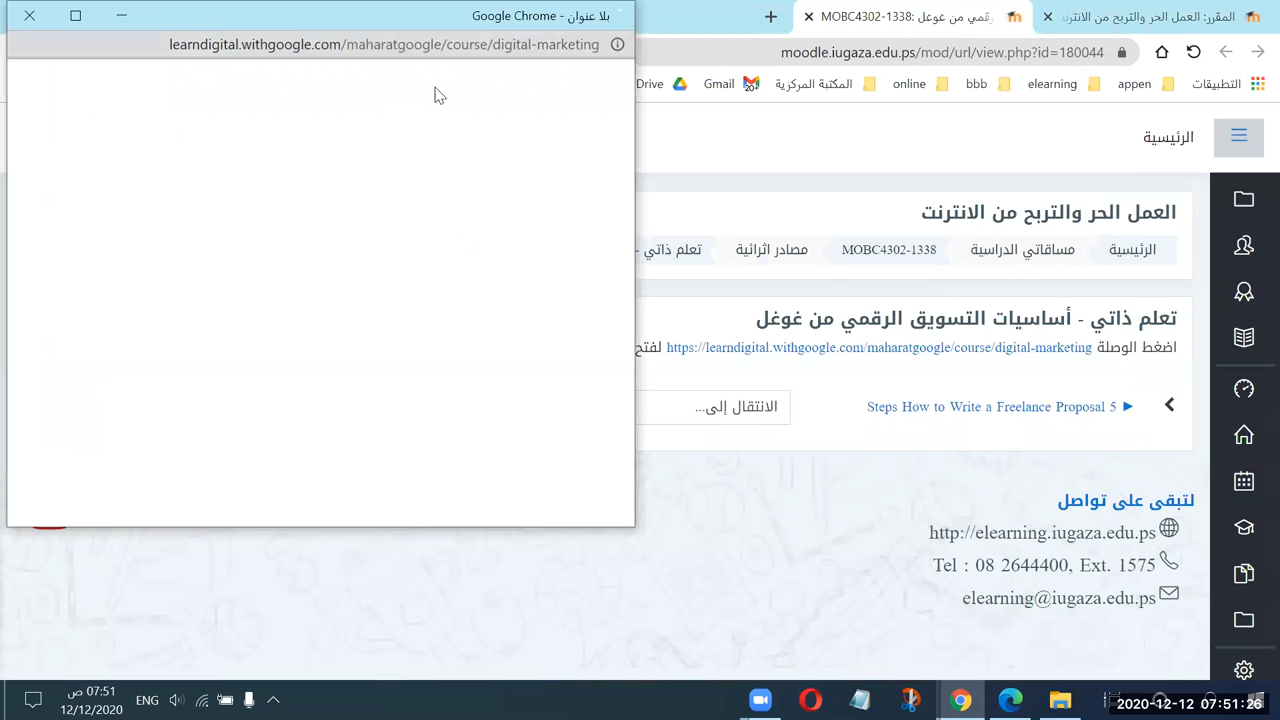 بلا عنوان - Google Chrome
learndigital.withgoogle.com/maharatgoogle/course/digital-marketing
المقرر: العمل الحر والتربح من الانترنت
MOBC4302-1338: رقمي من غوغل
moodle.iugaza.edu.ps/mod/url/view.php?id=180044
التطبيقات
appen
elearning
bbb
online
المكتبة المركزية
Gmail
20+
Drive
الرئيسية
العمل الحر والتربح من الانترنت
الرئيسية
مساقاتي الدراسية
MOBC4302-1338
مصادر اثرائية
تعلم ذاتي -
تعلم ذاتي - أساسيات التسويق الرقمي من غوغل
اضغط الوصلة https://learndigital.withgoogle.com/maharatgoogle/course/digital-marketing لفتح
Steps How to Write a Freelance Proposal 5 ►
الانتقال إلى...
لتبقى على تواصل
http://elearning.iugaza.edu.ps
Tel : 08 2644400, Ext. 1575
elearning@iugaza.edu.ps
07:51 ص
12/12/2020
ENG
2020-12-12 07:51:26